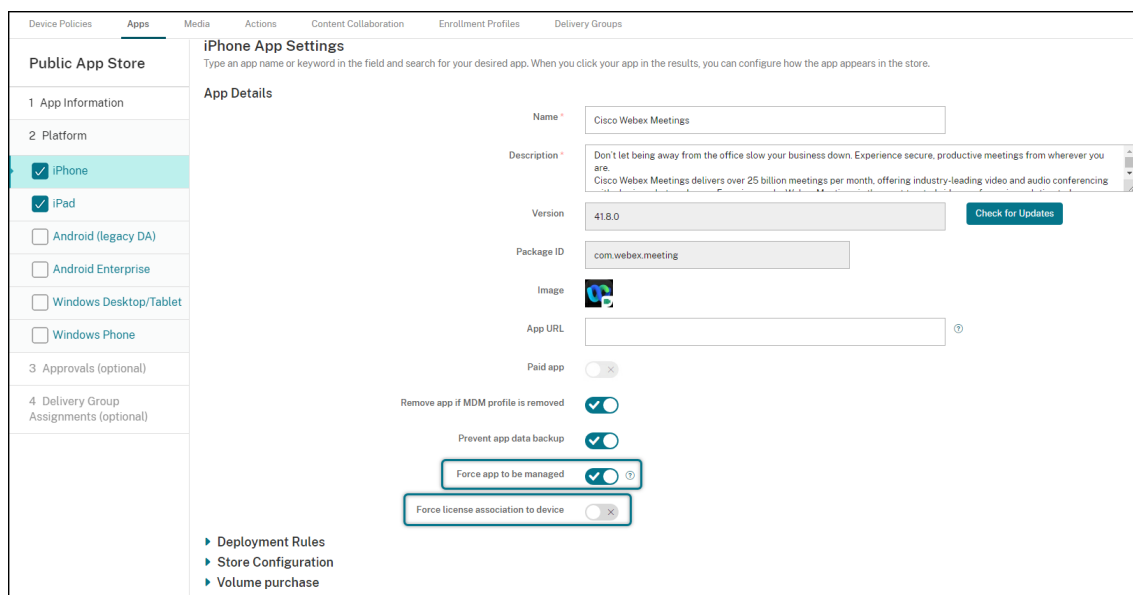 Device Policies Apps Media Actions Content Collaboration Enrollment Profiles Delivery Groups
Public App Store
1 App Information
2 Platform
iPhone
iPad
Android (legacy DA)
Android Enterprise
Windows Desktop/Tablet
Windows Phone
3 Approvals (optional)
4 Delivery Group
Assignments (optional)
iPhone App Settings
Type an app name or keyword in the field and search for your desired app. When you click your app in the results, you can configure how the app appears in the store.
App Details
Name * Cisco Webex Meetings
Description * Don't let being away from the office slow your business down. Experience secure, productive meetings from wherever you
are.
Cisco Webex Meetings delivers over 25 billion meetings per month, offering industry-leading video and audio conferencing
Version 41.8.0 Check for Updates
Package ID com.webex.meeting
Image
App URL
Paid app
Remove app if MDM profile is removed
Prevent app data backup
Force app to be managed
Force license association to device
Deployment Rules
Store Configuration
Volume purchase